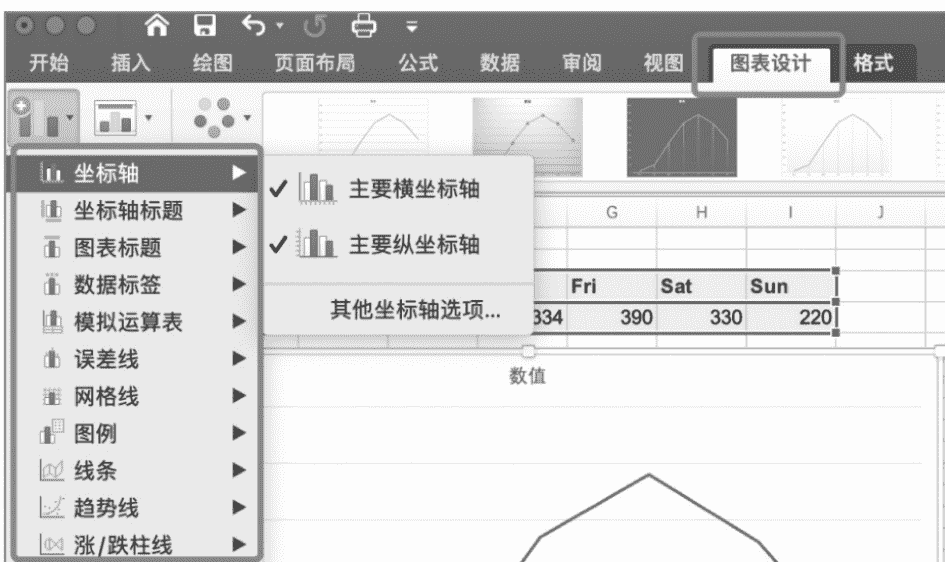 开始 插入 绘图 页面布局 公式 数据 审阅 视图 图表设计 格式
坐标轴
坐标轴标题
图表标题
数据标签
模拟运算表
误差线
网格线
图例
线条
趋势线
涨/跌柱线
主要横坐标轴
主要纵坐标轴
其他坐标轴选项...
G H I J
Fri Sat Sun
334 390 330 220
数值